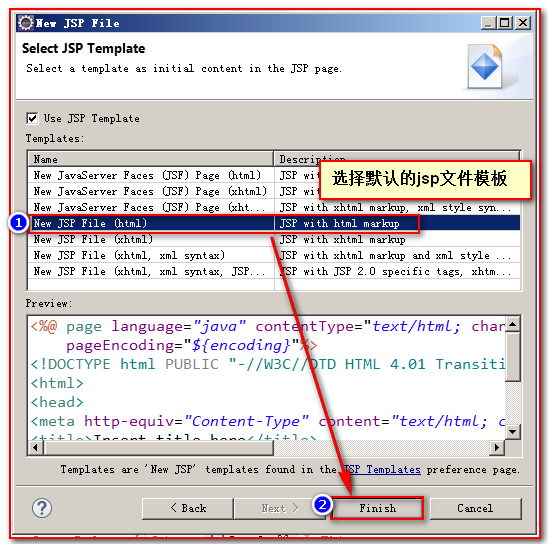 New JSP File
Select JSP Template
Select a template as initial content in the JSP page.
Use JSP Template
Templates:
Name Description
New JavaServer Faces (JSF) Page (html) JSP with
New JavaServer Faces (JSF) Page (xhtml) JSP with
New JavaServer Faces (JSF) Page (xht... JSP with xhtml markup, xml style syn...
选择默认的jsp文件模板
1
New JSP File (html) JSP with html markup
New JSP File (xhtml) JSP with xhtml markup
New JSP File (xhtml, xml syntax) JSP with xhtml markup and xml style ...
New JSP File (xhtml, xml syntax, JSP... JSP with JSP 2.0 specific tags, xhtm...
Preview:
<%@ page language="java" contentType="text/html; char
pageEncoding="${encoding}"%>
<!DOCTYPE html PUBLIC "-//W3C//DTD HTML 4.01 Transiti
<html>
<head>
<meta http-equiv="Content-Type" content="text/html; c
<title>Insert title here</title>
Templates are 'New JSP' templates found in the JSP Templates preference page.
?
< Back
Next >
2
Finish
Cancel